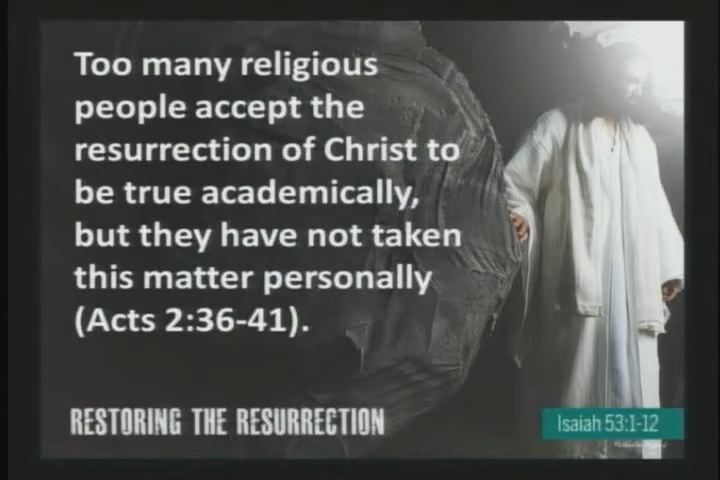 Too many religious
people accept the
resurrection of Christ to
be true academically,
but they have not taken
this matter personally
(Acts 2:36-41).
RESTORING THE RESURRECTION
Isaiah 53:1-12